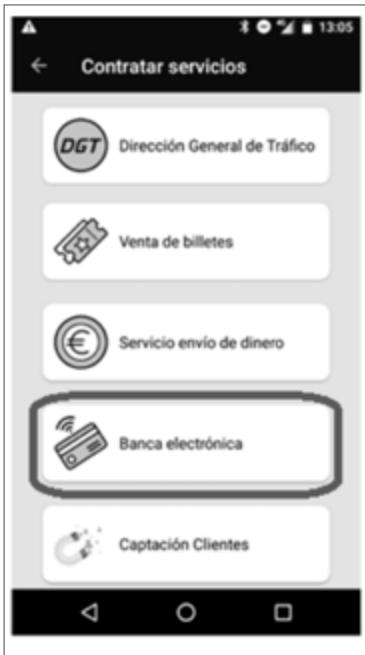 13:05
Contratar servicios
DGT
Dirección General de Tráfico
Venta de billetes
€
Servicio envío de dinero
Banca electrónica
Captación Clientes